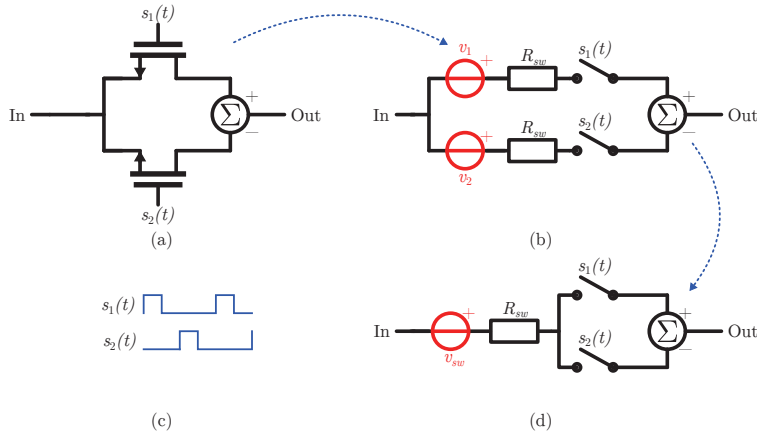 s1(t)
In
Σ
+
−
Out
s2(t)
(a)
v1
+
Rsw
s1(t)
In
Σ
+
−
Out
v2
+
Rsw
s2(t)
(b)
s1(t)
s2(t)
(c)
In
vsw
+
Rsw
s1(t)
s2(t)
Σ
+
−
Out
(d)